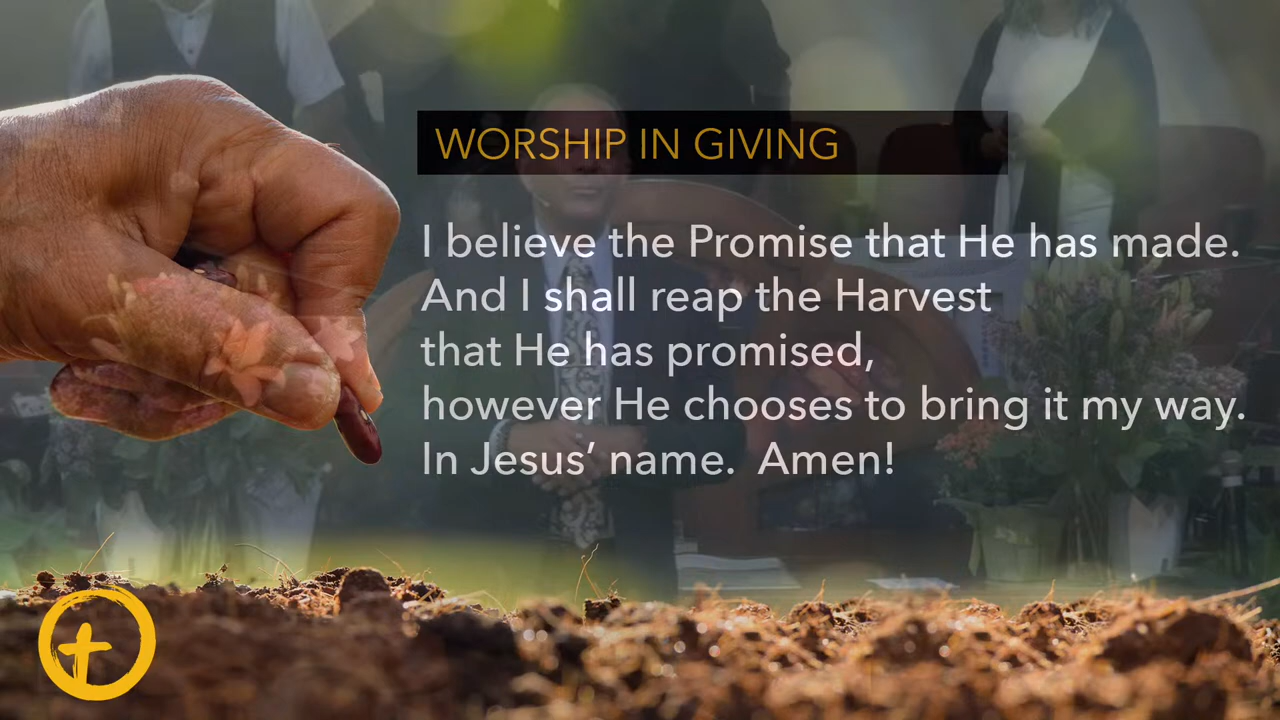 WORSHIP IN GIVING
I believe the Promise that He has made.
And I shall reap the Harvest
that He has promised,
however He chooses to bring it my way.
In Jesus’ name.  Amen!